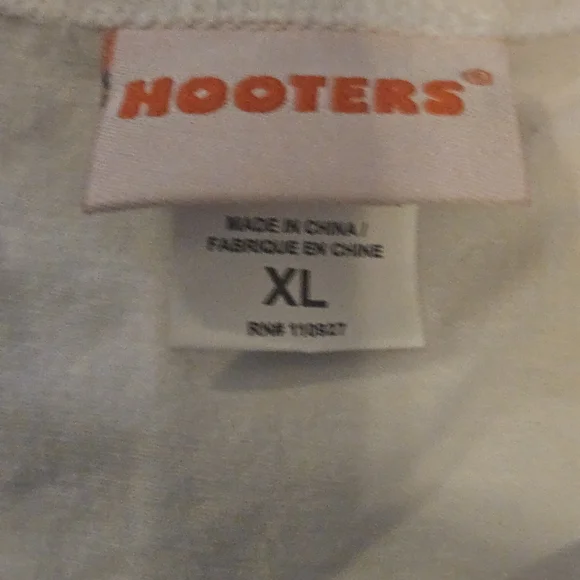 HOOTERS®
MADE IN CHINA /
FABRIQUE EN CHINE
XL
RN# 110927